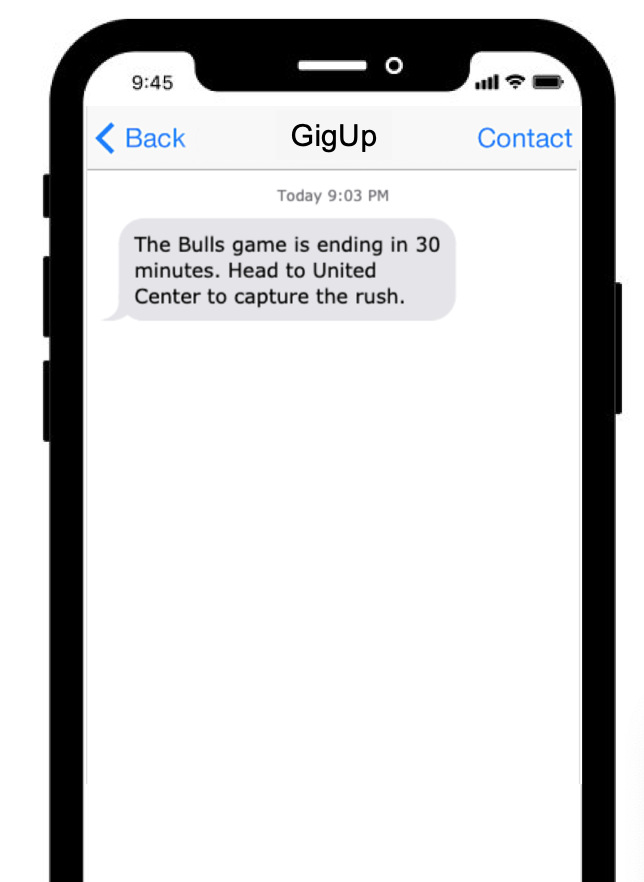 9:45
Back
GigUp
Contact
Today 9:03 PM
The Bulls game is ending in 30
minutes. Head to United
Center to capture the rush.